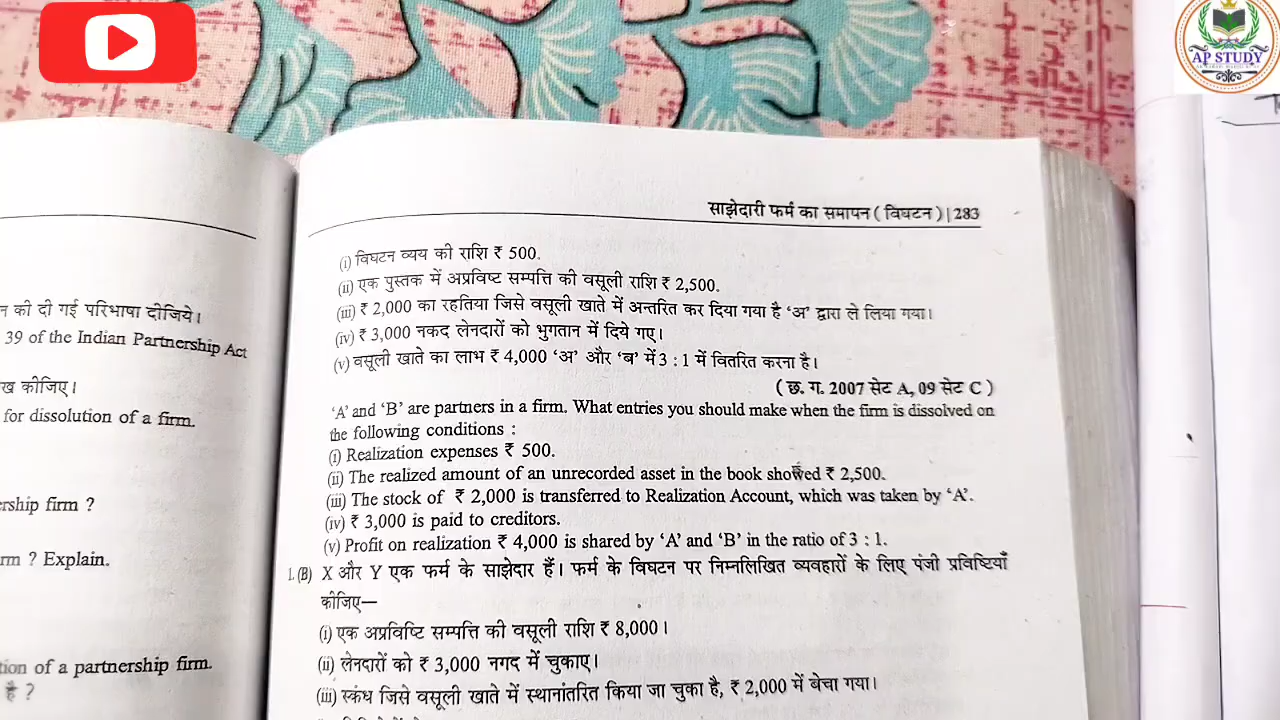 AP STUDY
साझेदारी फर्म का समापन ( विघटन ) | 283
(i) विघटन व्यय की राशि ₹ 500.
(ii) एक पुस्तक में अप्रविष्ट सम्पत्ति की वसूली राशि ₹ 2,500.
(iii) ₹ 2,000 का रहतिया जिसे वसूली खाते में अन्तरित कर दिया गया है ‘अ’ द्वारा ले लिया गया।
(iv) ₹ 3,000 नकद लेनदारों को भुगतान में दिये गए।
(v) वसूली खाते का लाभ ₹ 4,000 ‘अ’ और ‘ब’ में 3 : 1 में वितरित करना है।
( छ. ग. 2007 सेट A, 09 सेट C )
‘A’ and ‘B’ are partners in a firm. What entries you should make when the firm is dissolved on
the following conditions :
(i) Realization expenses ₹ 500.
(ii) The realized amount of an unrecorded asset in the book showed ₹ 2,500.
(iii) The stock of ₹ 2,000 is transferred to Realization Account, which was taken by ‘A’.
(iv) ₹ 3,000 is paid to creditors.
(v) Profit on realization ₹ 4,000 is shared by ‘A’ and ‘B’ in the ratio of 3 : 1.
1. (B) X और Y एक फर्म के साझेदार हैं। फर्म के विघटन पर निम्नलिखित व्यवहारों के लिए पंजी प्रविष्टियाँ
कीजिए—
(i) एक अप्रविष्टि सम्पत्ति की वसूली राशि ₹ 8,000।
(ii) लेनदारों को ₹ 3,000 नगद में चुकाए।
(iii) स्कंध जिसे वसूली खाते में स्थानांतरित किया जा चुका है, ₹ 2,000 में बेचा गया।
की दी गई परिभाषा दीजिये।
39 of the Indian Partnership Act
कीजिए।
for dissolution of a firm.
firm ?
? Explain.
of a partnership firm.
है ?